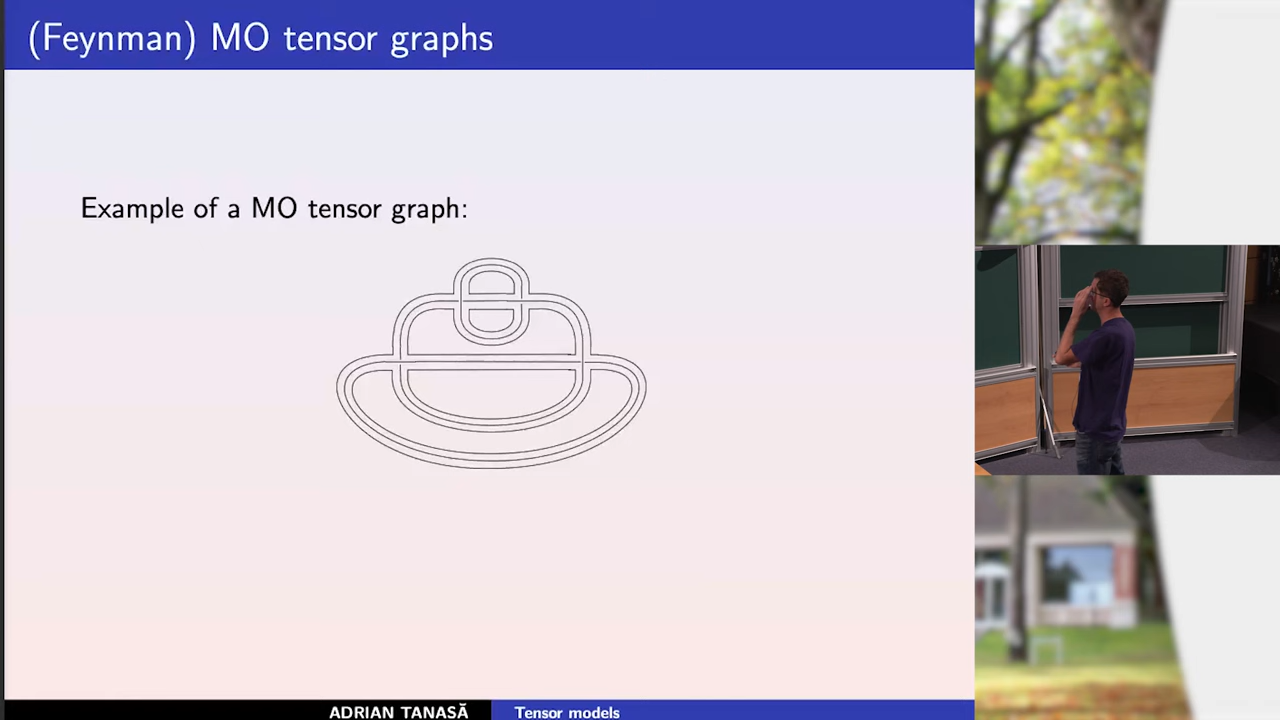 (Feynman) MO tensor graphs
Example of a MO tensor graph:
ADRIAN TANASĂ
Tensor models